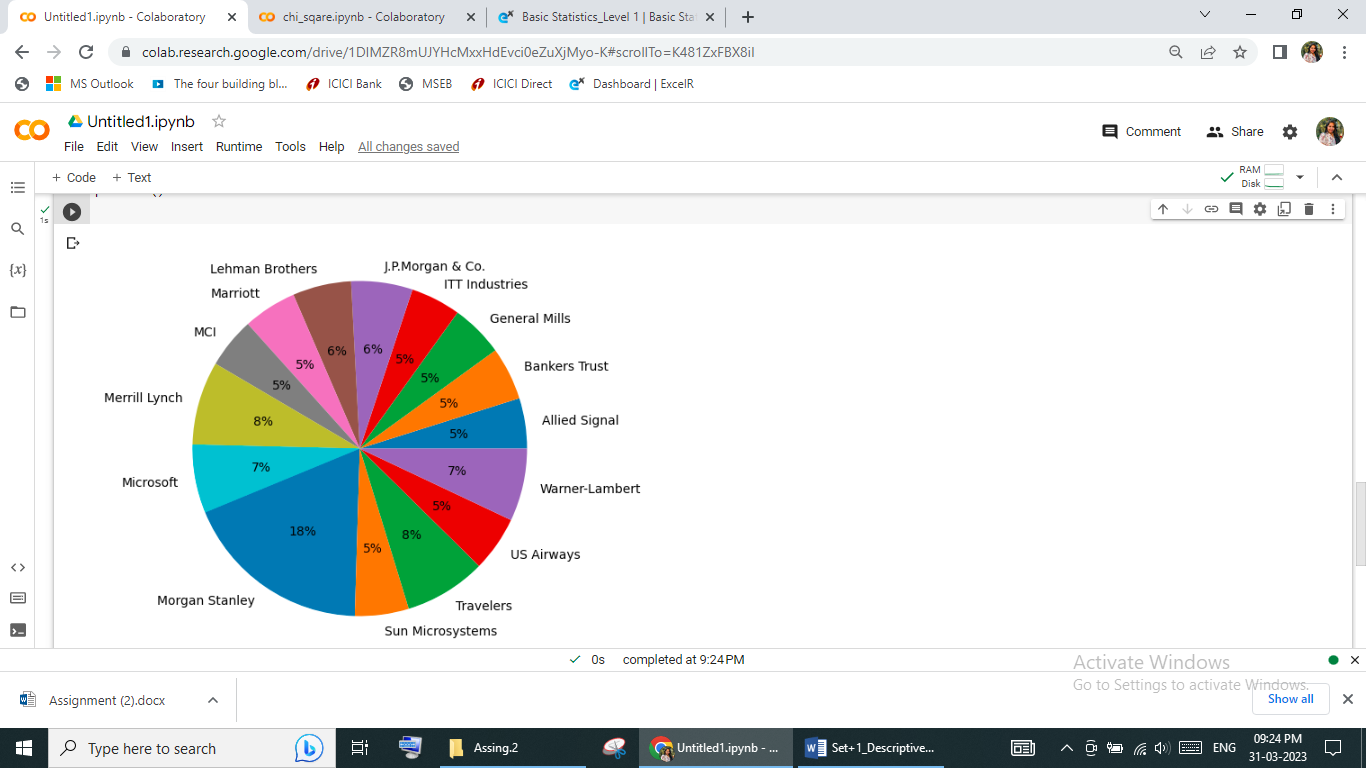 Untitled1.ipynb - Colaboratory
chi_sqare.ipynb - Colaboratory
Basic Statistics_Level 1 | Basic Sta
colab.research.google.com/drive/1DIMZR8mUJYHcMxxHdEvci0eZuXjMyo-K#scrollTo=K481ZxFBX8il
MS Outlook
The four building bl...
ICICI Bank
MSEB
ICICI Direct
Dashboard | ExcelR
Untitled1.ipynb
Comment
Share
File Edit View Insert Runtime Tools Help All changes saved
+ Code + Text
RAM
Disk
1s
{x}
Lehman Brothers
J.P.Morgan & Co.
Marriott
ITT Industries
MCI
General Mills
Bankers Trust
Merrill Lynch
Allied Signal
Microsoft
Warner-Lambert
US Airways
Morgan Stanley
Travelers
Sun Microsystems
6%
6%
5%
5%
5%
5%
5%
8%
5%
7%
7%
5%
18%
8%
5%
0s completed at 9:24 PM
Activate Windows
Go to Settings to activate Windows.
Assignment (2).docx
Show all
Type here to search
Assing.2
Untitled1.ipynb - ...
Set+1_Descriptive...
ENG
09:24 PM
31-03-2023